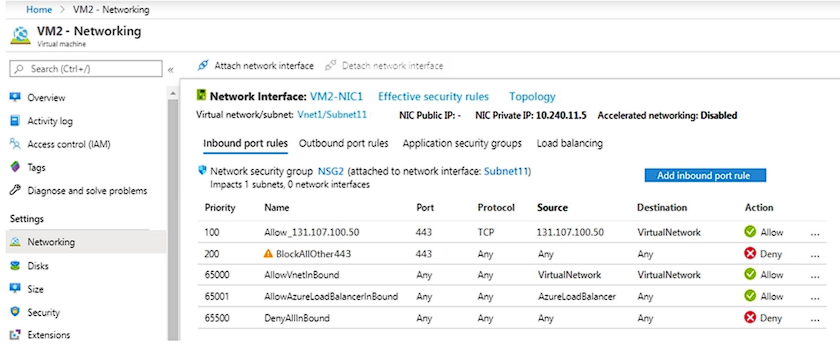 Home > VM2 - Networking
VM2 - Networking
Virtual machine
Search (Ctrl+/)
«
Overview
Activity log
Access control (IAM)
Tags
Diagnose and solve problems
Settings
Networking
Disks
Size
Security
Extensions
Attach network interface Detach network interface
Network Interface: VM2-NIC1 Effective security rules Topology
Virtual network/subnet: Vnet1/Subnet11 NIC Public IP: - NIC Private IP: 10.240.11.5 Accelerated networking: Disabled
Inbound port rules Outbound port rules Application security groups Load balancing
Network security group NSG2 (attached to network interface: Subnet11)
Impacts 1 subnets, 0 network interfaces
Add inbound port rule
Priority Name Port Protocol Source Destination Action
100 Allow_131.107.100.50 443 TCP 131.107.100.50 VirtualNetwork Allow ...
200 BlockAllOther443 443 Any Any Any Deny ...
65000 AllowVnetInBound Any Any VirtualNetwork VirtualNetwork Allow ...
65001 AllowAzureLoadBalancerInBound Any Any AzureLoadBalancer Any Allow ...
65500 DenyAllInBound Any Any Any Any Deny ...